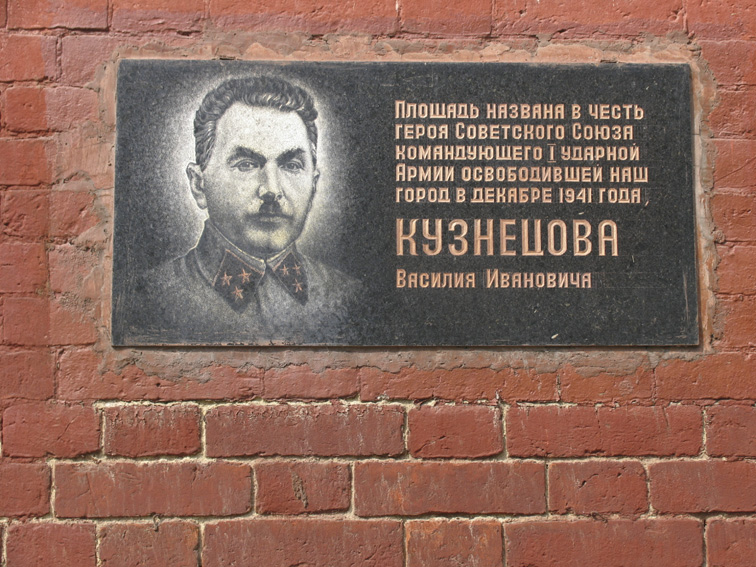 Площадь названа в честь
героя Советского Союза
командующего I ударной
Армии освободившей наш
город в декабре 1941 года,
КУЗНЕЦОВА
Василия Ивановича